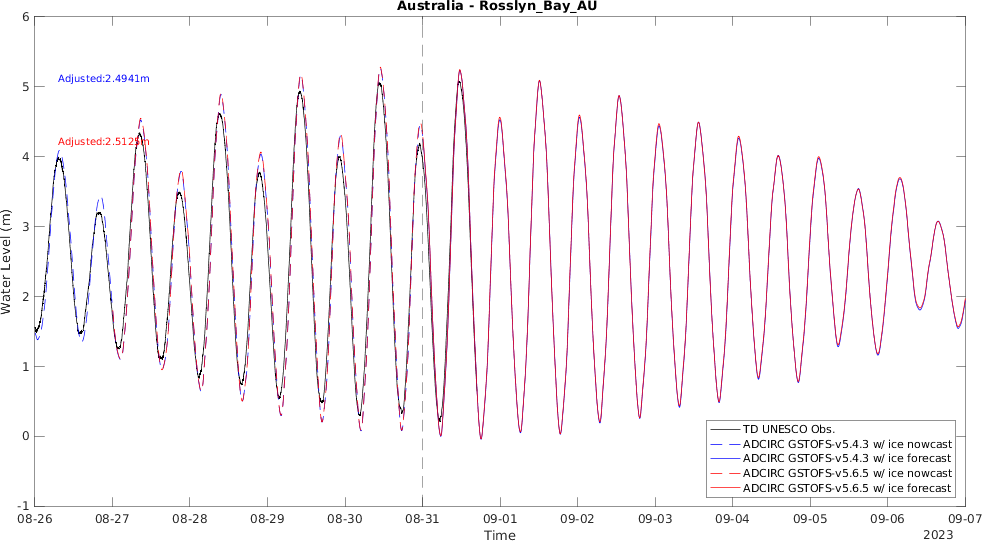 Australia - Rosslyn_Bay_AU
6
5
4
3
2
1
0
-1
Water Level (m)
Adjusted:2.4941m
Adjusted:2.5125m
TD UNESCO Obs.
ADCIRC GSTOFS-v5.4.3 w/ ice nowcast
ADCIRC GSTOFS-v5.4.3 w/ ice forecast
ADCIRC GSTOFS-v5.6.5 w/ ice nowcast
ADCIRC GSTOFS-v5.6.5 w/ ice forecast
08-26 08-27 08-28 08-29 08-30 08-31 09-01 09-02 09-03 09-04 09-05 09-06 09-07
Time
2023